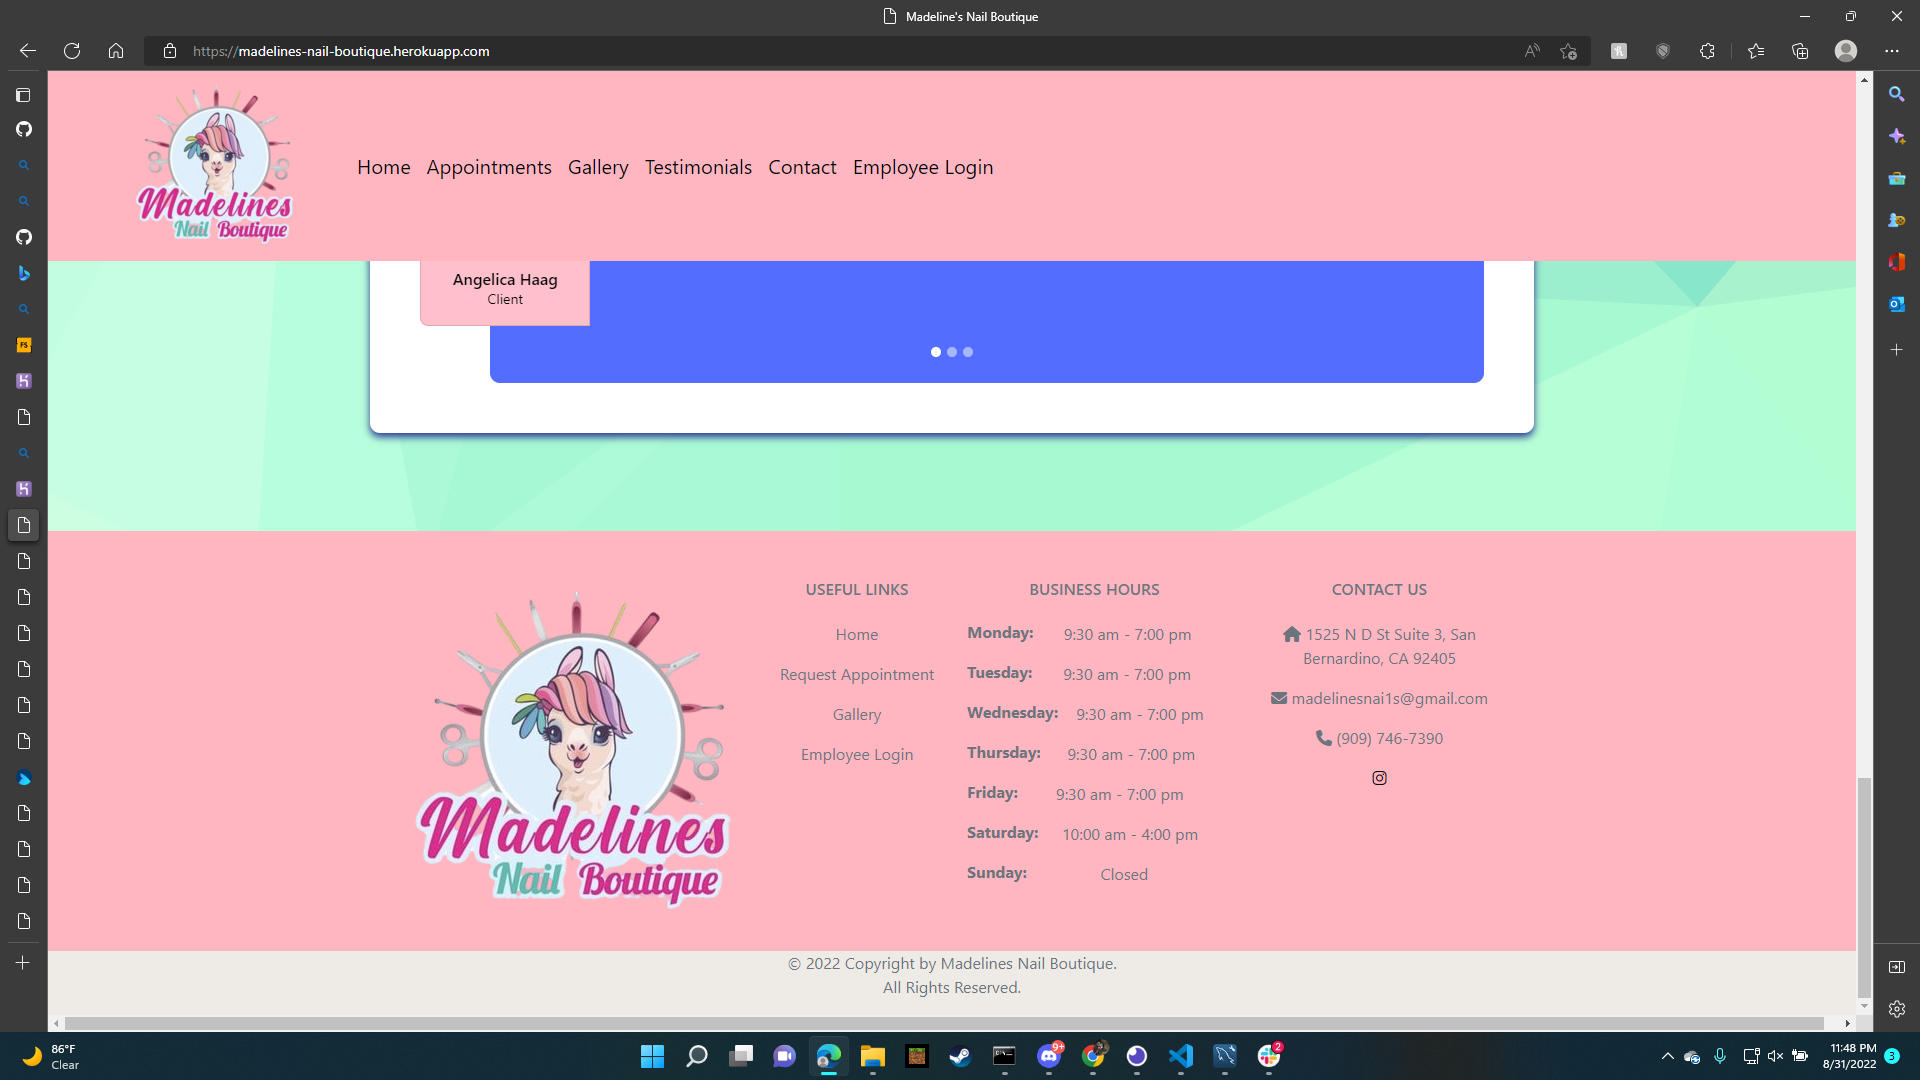 Madeline's Nail Boutique
https://madelines-nail-boutique.herokuapp.com
Madelines
Nail Boutique
Home Appointments Gallery Testimonials Contact Employee Login
Angelica Haag
Client
Madelines
Nail Boutique
USEFUL LINKS
Home
Request Appointment
Gallery
Employee Login
BUSINESS HOURS
Monday: 9:30 am - 7:00 pm
Tuesday: 9:30 am - 7:00 pm
Wednesday: 9:30 am - 7:00 pm
Thursday: 9:30 am - 7:00 pm
Friday: 9:30 am - 7:00 pm
Saturday: 10:00 am - 4:00 pm
Sunday: Closed
CONTACT US
1525 N D St Suite 3, San
Bernardino, CA 92405
madelinesnai1s@gmail.com
(909) 746-7390
© 2022 Copyright by Madelines Nail Boutique.
All Rights Reserved.
86°F
Clear
9+
2
11:48 PM
8/31/2022
3